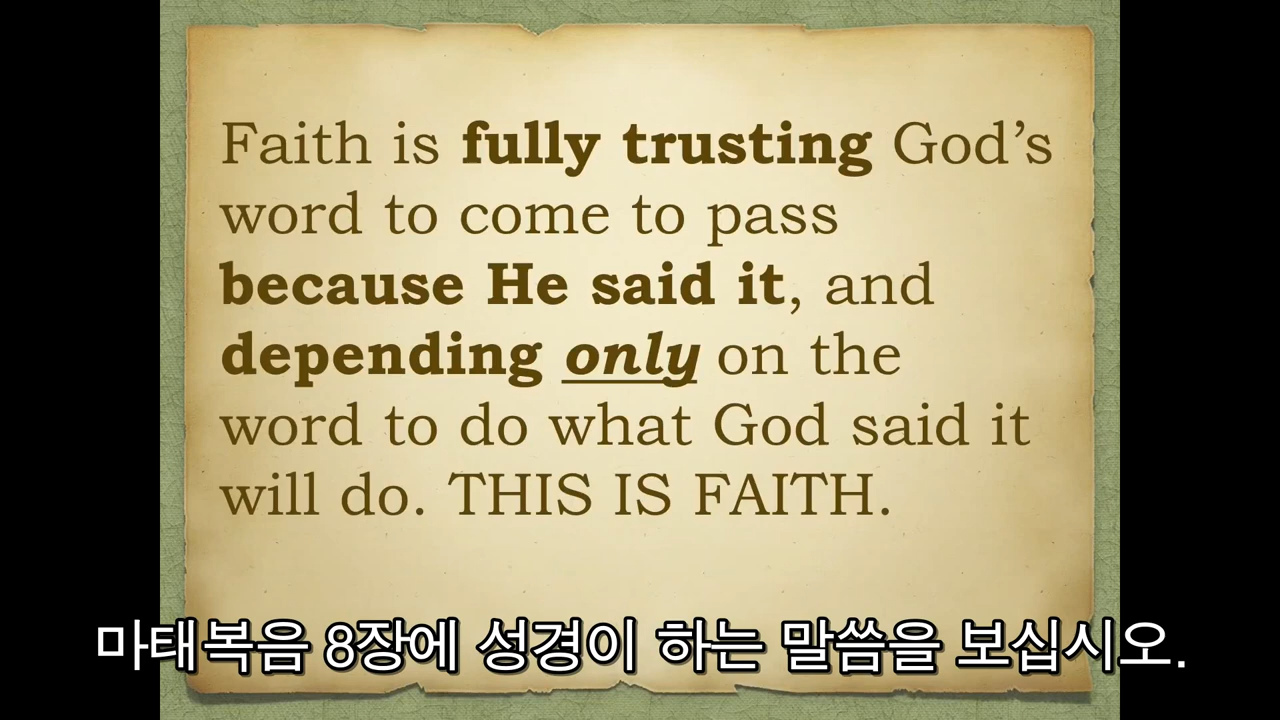 Faith is fully trusting God’s
word to come to pass
because He said it, and
depending only on the
word to do what God said it
will do. THIS IS FAITH.
마태복음 8장에 성경이 하는 말씀을 보십시오.